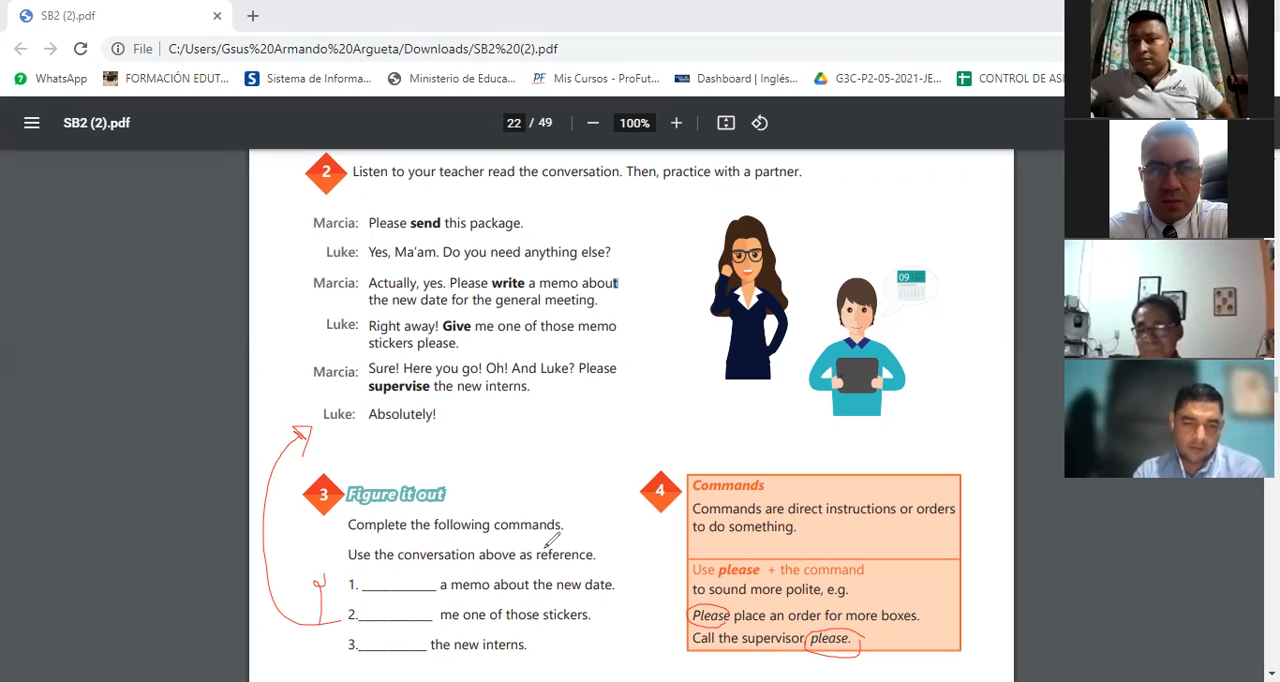 SB2 (2).pdf
File C:/Users/Gsus%20Armando%20Argueta/Downloads/SB2%20(2).pdf
WhatsApp FORMACIÓN EDUT... Sistema de Informa... Ministerio de Educa... Mis Cursos - ProFut... Dashboard | Inglés... G3C-P2-05-2021-JE... CONTROL DE ASI
SB2 (2).pdf 22 / 49 100%
2 Listen to your teacher read the conversation. Then, practice with a partner.
Marcia: Please send this package.
Luke: Yes, Ma'am. Do you need anything else?
Marcia: Actually, yes. Please write a memo about
the new date for the general meeting.
Luke: Right away! Give me one of those memo
stickers please.
Marcia: Sure! Here you go! Oh! And Luke? Please
supervise the new interns.
Luke: Absolutely!
09
3 Figure it out
Complete the following commands.
Use the conversation above as reference.
1. __________ a memo about the new date.
2.__________ me one of those stickers.
3.__________ the new interns.
4 Commands
Commands are direct instructions or orders
to do something.
Use please + the command
to sound more polite, e.g.
Please place an order for more boxes.
Call the supervisor please.